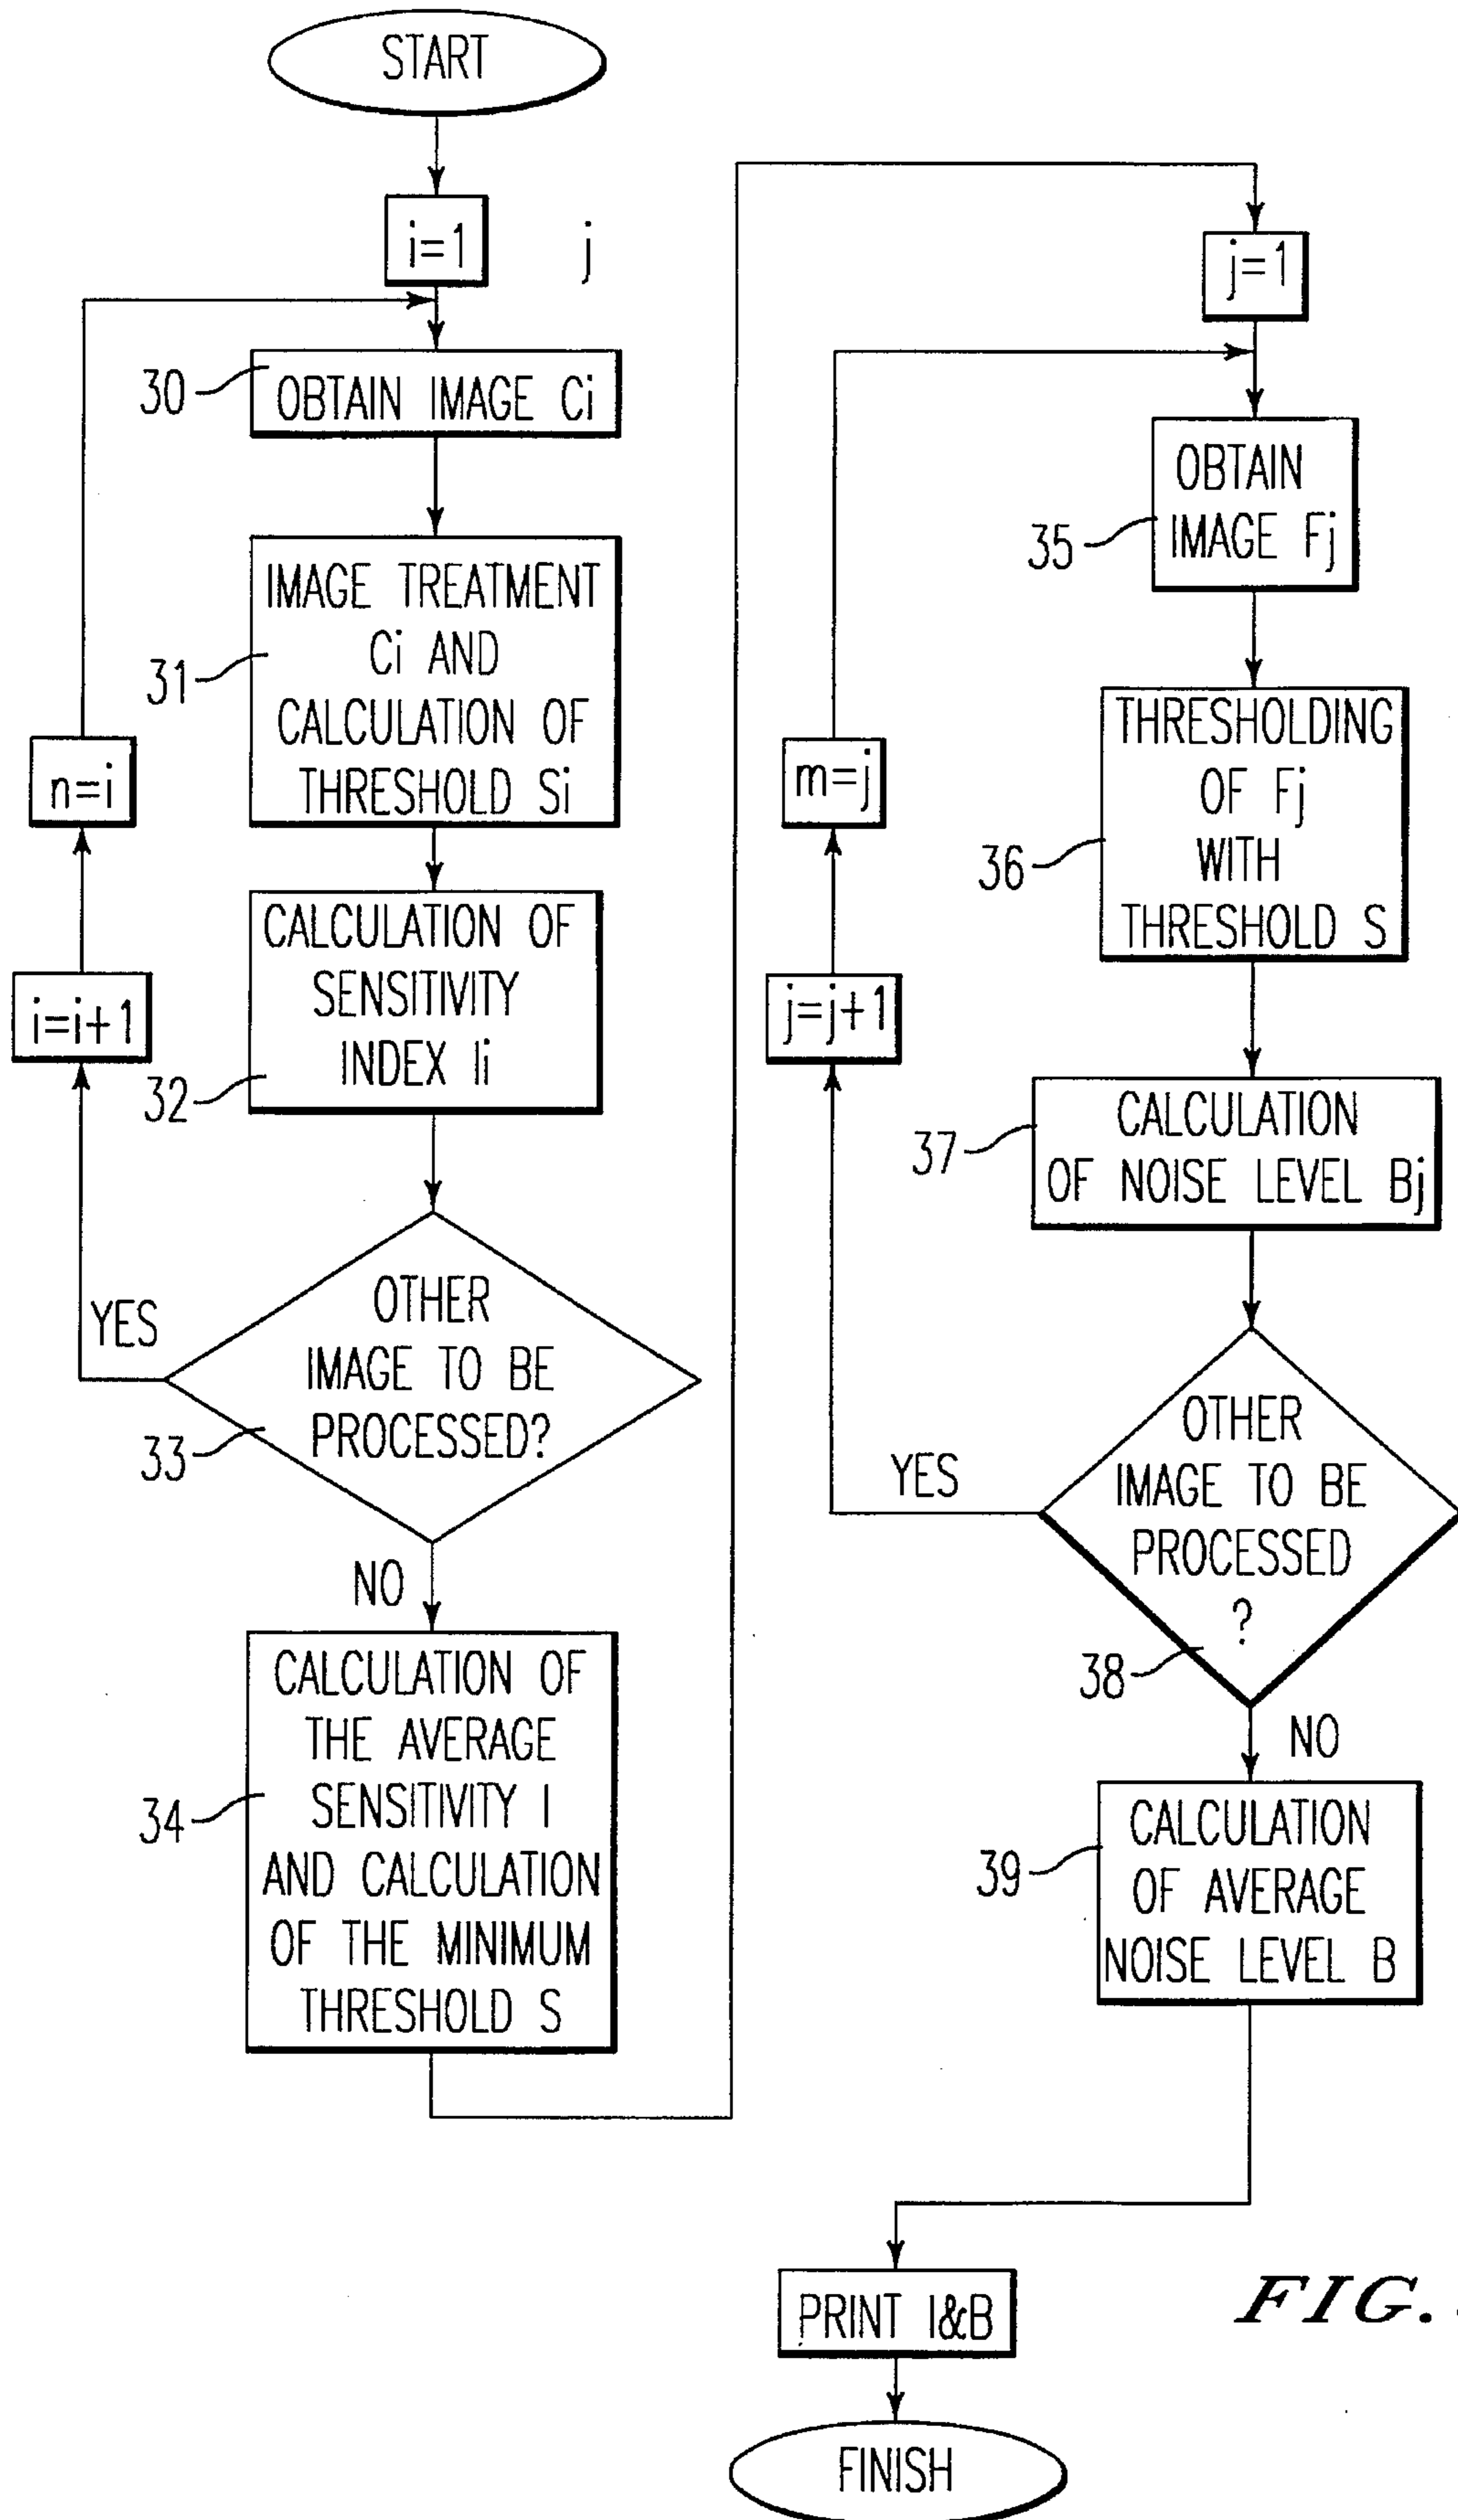 START
i=1
j
30
OBTAIN IMAGE Ci
31
IMAGE TREATMENT
Ci AND
CALCULATION OF
THRESHOLD Si
n=i
32
CALCULATION OF
SENSITIVITY
INDEX Ii
i=i+1
YES
33
OTHER
IMAGE TO BE
PROCESSED?
NO
34
CALCULATION OF
THE AVERAGE
SENSITIVITY I
AND CALCULATION
OF THE MINIMUM
THRESHOLD S
j=1
35
OBTAIN
IMAGE Fj
m=j
36
THRESHOLDING
OF Fj
WITH
THRESHOLD S
j=j+1
37
CALCULATION
OF NOISE LEVEL Bj
YES
38
OTHER
IMAGE TO BE
PROCESSED
?
NO
39
CALCULATION
OF AVERAGE
NOISE LEVEL B
PRINT I&B
FINISH
FIG.